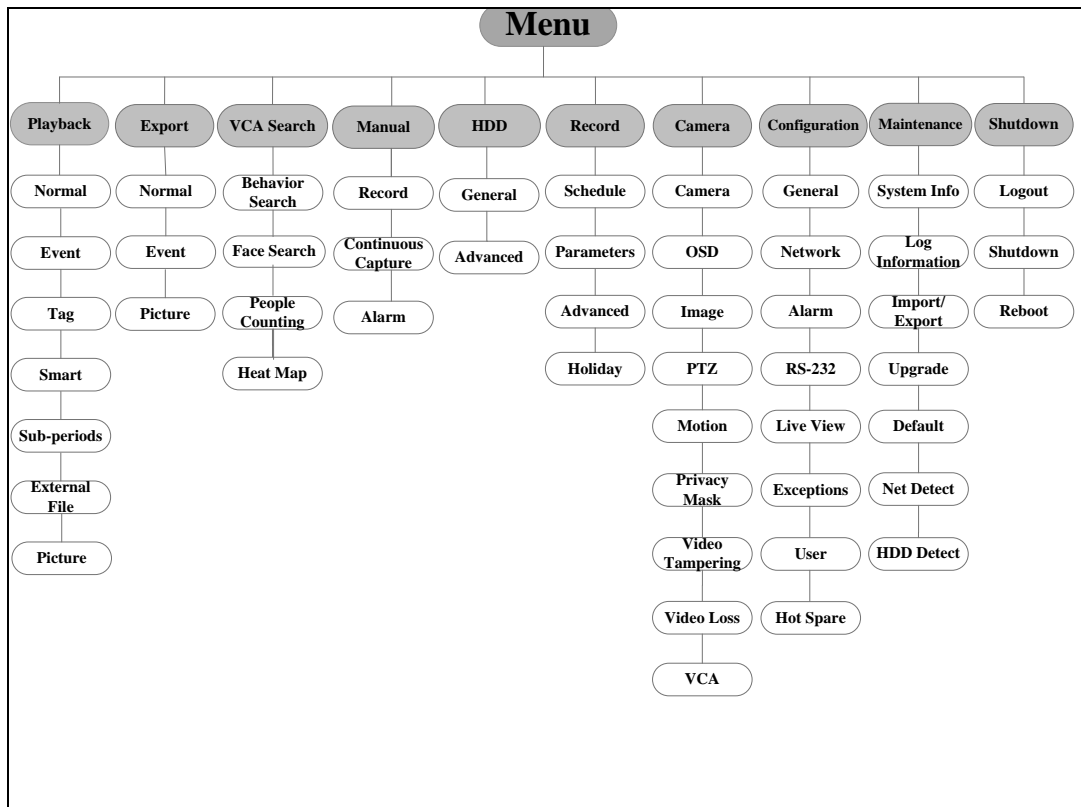 Menu
Playback
Export
VCA Search
Manual
HDD
Record
Camera
Configuration
Maintenance
Shutdown
Normal
Event
Tag
Smart
Sub-periods
External
File
Picture
Normal
Event
Picture
Behavior
Search
Face Search
People
Counting
Heat Map
Record
Continuous
Capture
Alarm
General
Advanced
Schedule
Parameters
Advanced
Holiday
Camera
OSD
Image
PTZ
Motion
Privacy
Mask
Video
Tampering
Video Loss
VCA
General
Network
Alarm
RS-232
Live View
Exceptions
User
Hot Spare
System Info
Log
Information
Import/
Export
Upgrade
Default
Net Detect
HDD Detect
Logout
Shutdown
Reboot